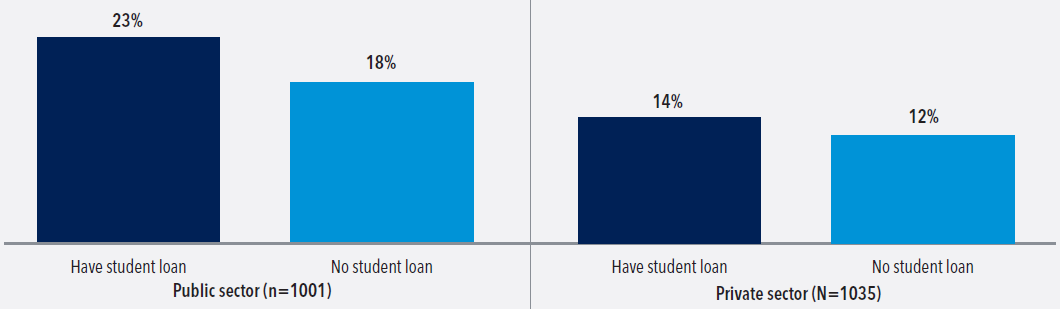 23%
18%
14%
12%
Have student loan
No student loan
Have student loan
No student loan
Public sector (n=1001)
Private sector (N=1035)